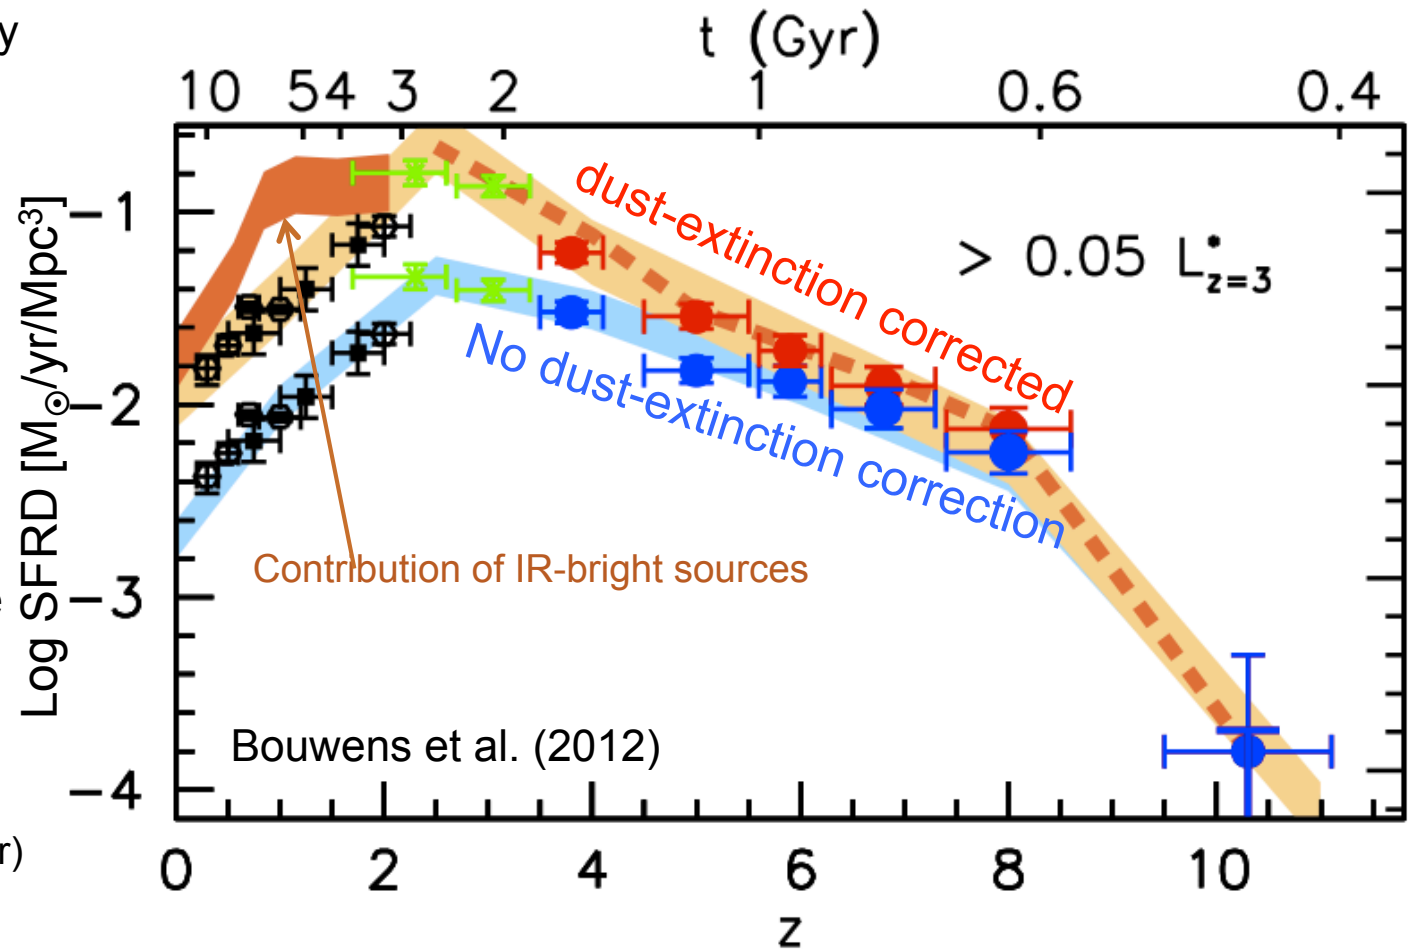 y
t (Gyr)
10 5 4 3 2 1 0.6 0.4
−1
−2
−3
−4
Log SFRD [M☉/yr/Mpc³]
dust-extinction corrected
> 0.05 L*z=3
No dust-extinction correction
Contribution of IR-bright sources
Bouwens et al. (2012)
r)
0 2 4 6 8 10
z